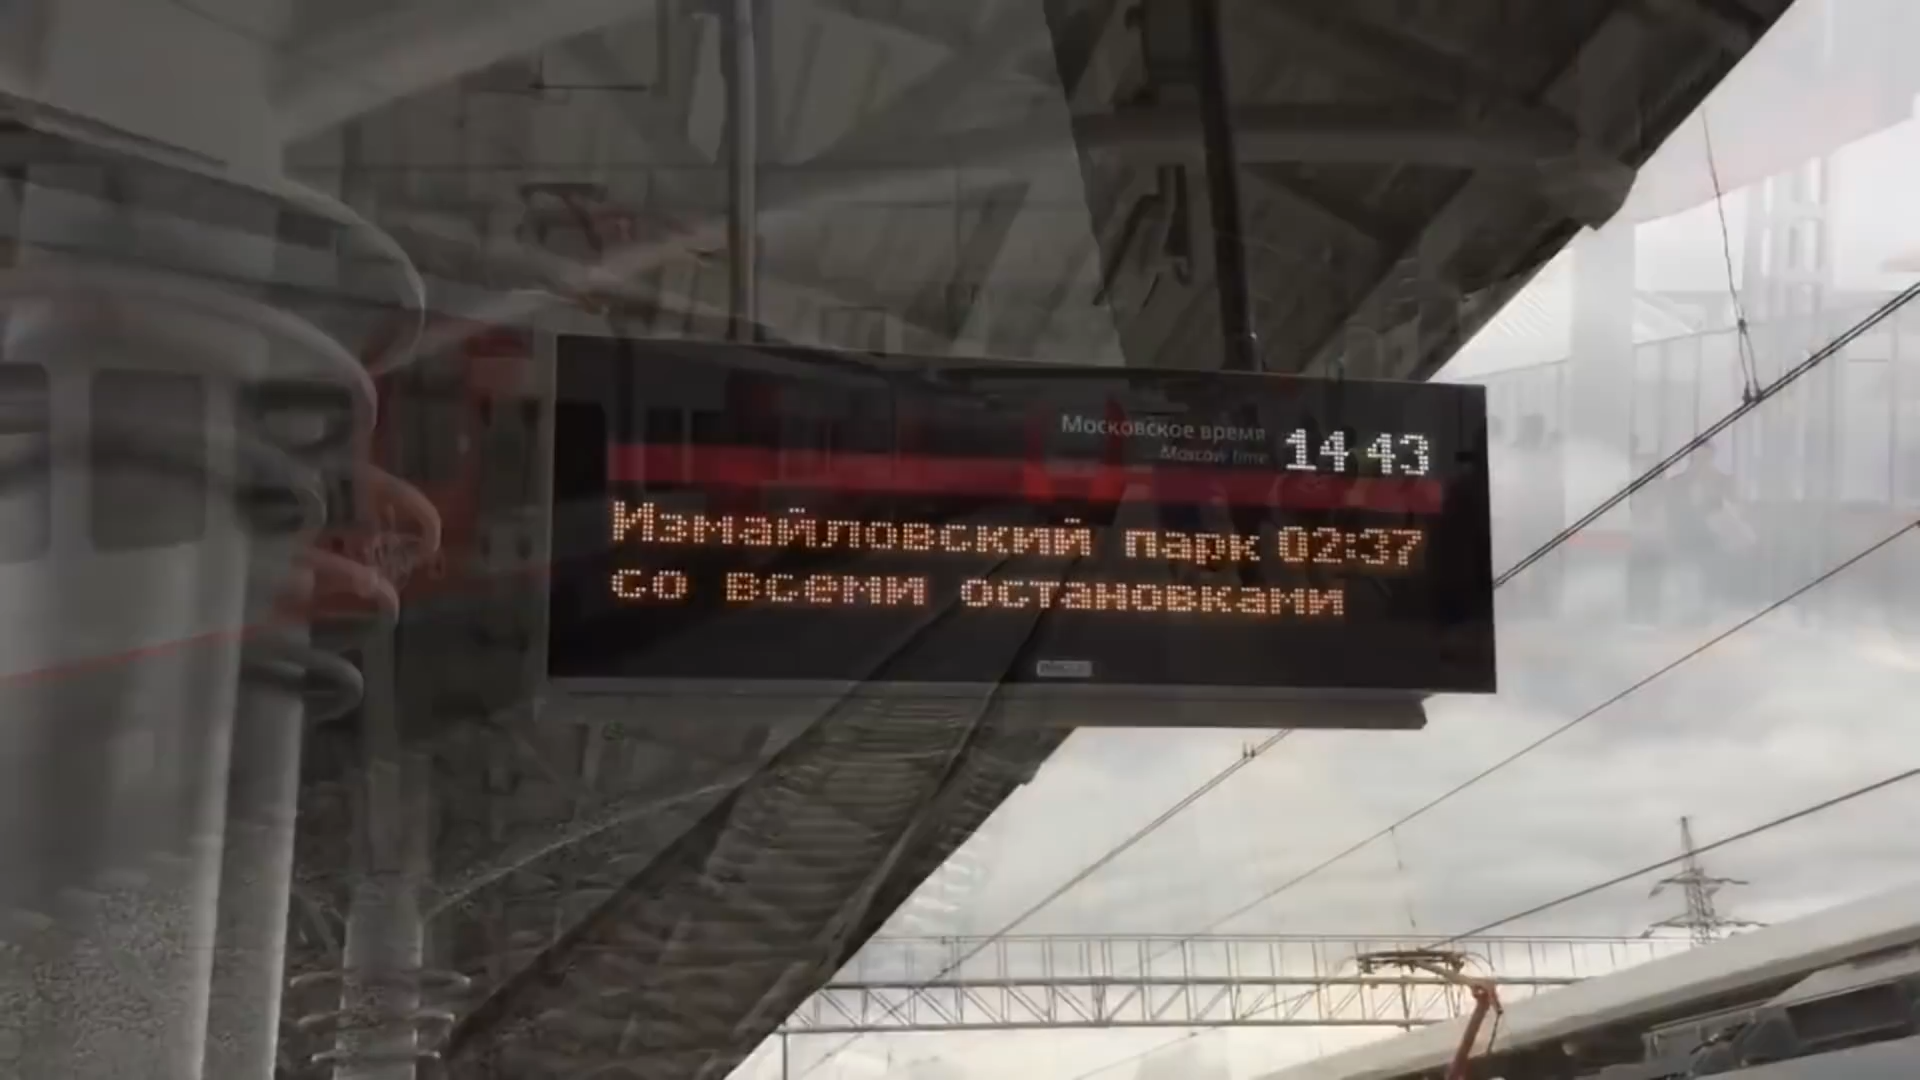 Московское время
Moscow time
14 43
Измайловский парк 02:37
со всеми остановками